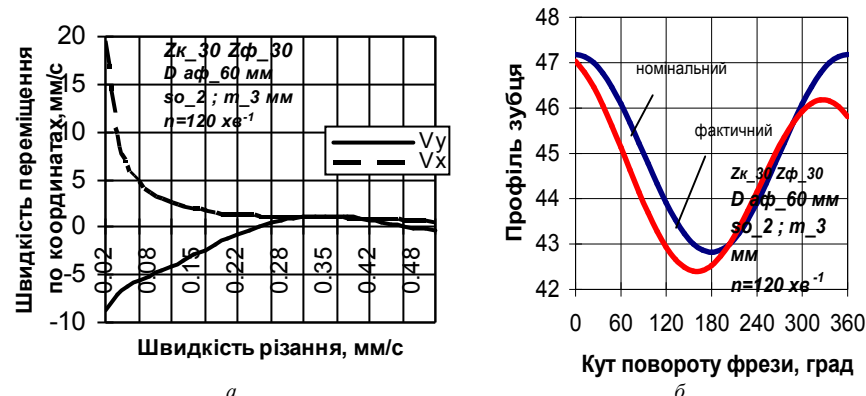 Швидкість переміщення
по координатах,мм/с
20
15
10
5
0
-5
-10
Zк_30 Zф_30
D аф_60 мм
so_2 ; m_3 мм
n=120 хв-1
Vy
Vx
0.02
0.08
0.15
0.22
0.28
0.35
0.42
0.48
Швидкість різання, мм/с
а
Профіль зубця
48
47
46
45
44
43
42
номінальний
фактичний
Zк_30 Zф_30
D аф_60 мм
so_2 ; m_3
мм
n=120 хв-1
0 60 120 180 240 300 360
Кут повороту фрези, град
б